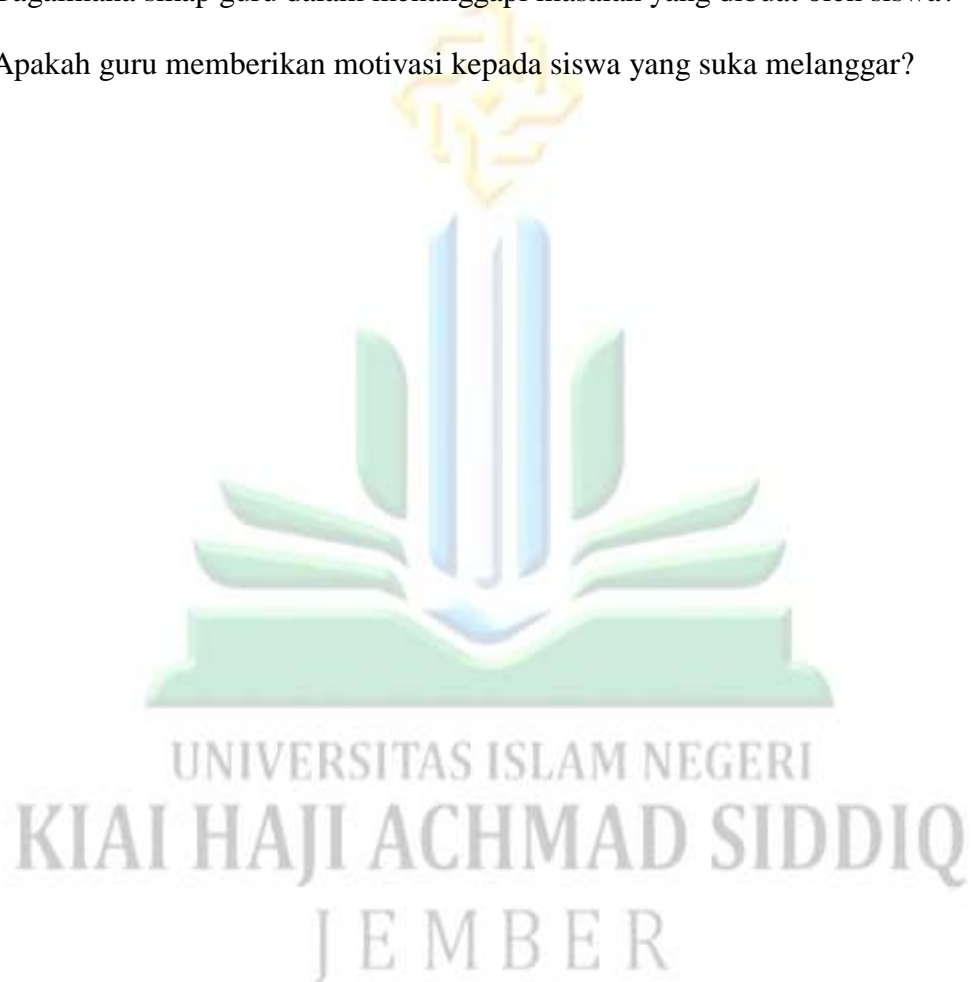 sikap guru dalam menanggapi masalah yang dibuat oleh siswa?
Apakah guru memberikan motivasi kepada siswa yang suka melanggar?
UNIVERSITAS ISLAM NEGERI
KIAI HAJI ACHMAD SIDDIQ
JEMBER